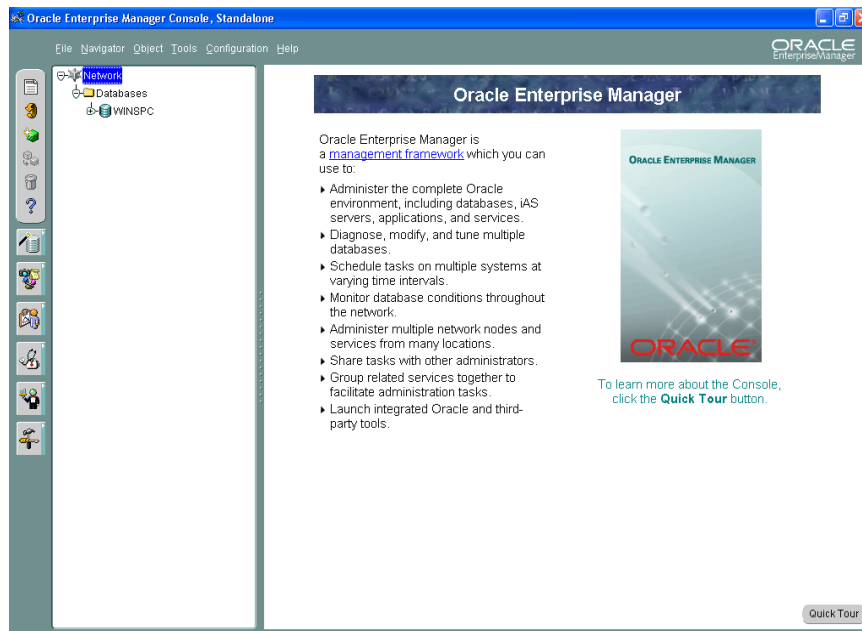 Oracle Enterprise Manager Console, Standalone
File Navigator Object Tools Configuration Help
ORACLE
EnterpriseManager
Network
Databases
WINSPC
Oracle Enterprise Manager
Oracle Enterprise Manager is
a management framework which you can
use to:
Administer the complete Oracle
environment, including databases, iAS
servers, applications, and services.
Diagnose, modify, and tune multiple
databases.
Schedule tasks on multiple systems at
varying time intervals.
Monitor database conditions throughout
the network.
Administer multiple network nodes and
services from many locations.
Share tasks with other administrators.
Group related services together to
facilitate administration tasks.
Launch integrated Oracle and third-
party tools.
ORACLE ENTERPRISE MANAGER
ORACLE
To learn more about the Console,
click the Quick Tour button.
Quick Tour